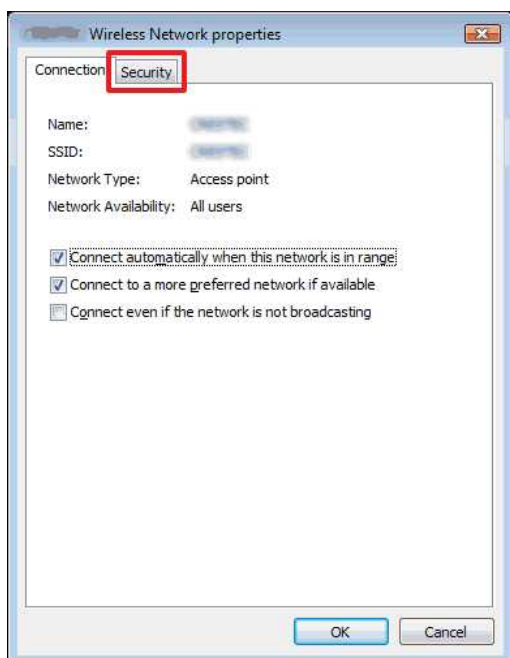 Wireless Network properties
Connection Security
Name:
SSID:
Network Type: Access point
Network Availability: All users
Connect automatically when this network is in range
Connect to a more preferred network if available
Connect even if the network is not broadcasting
OK Cancel